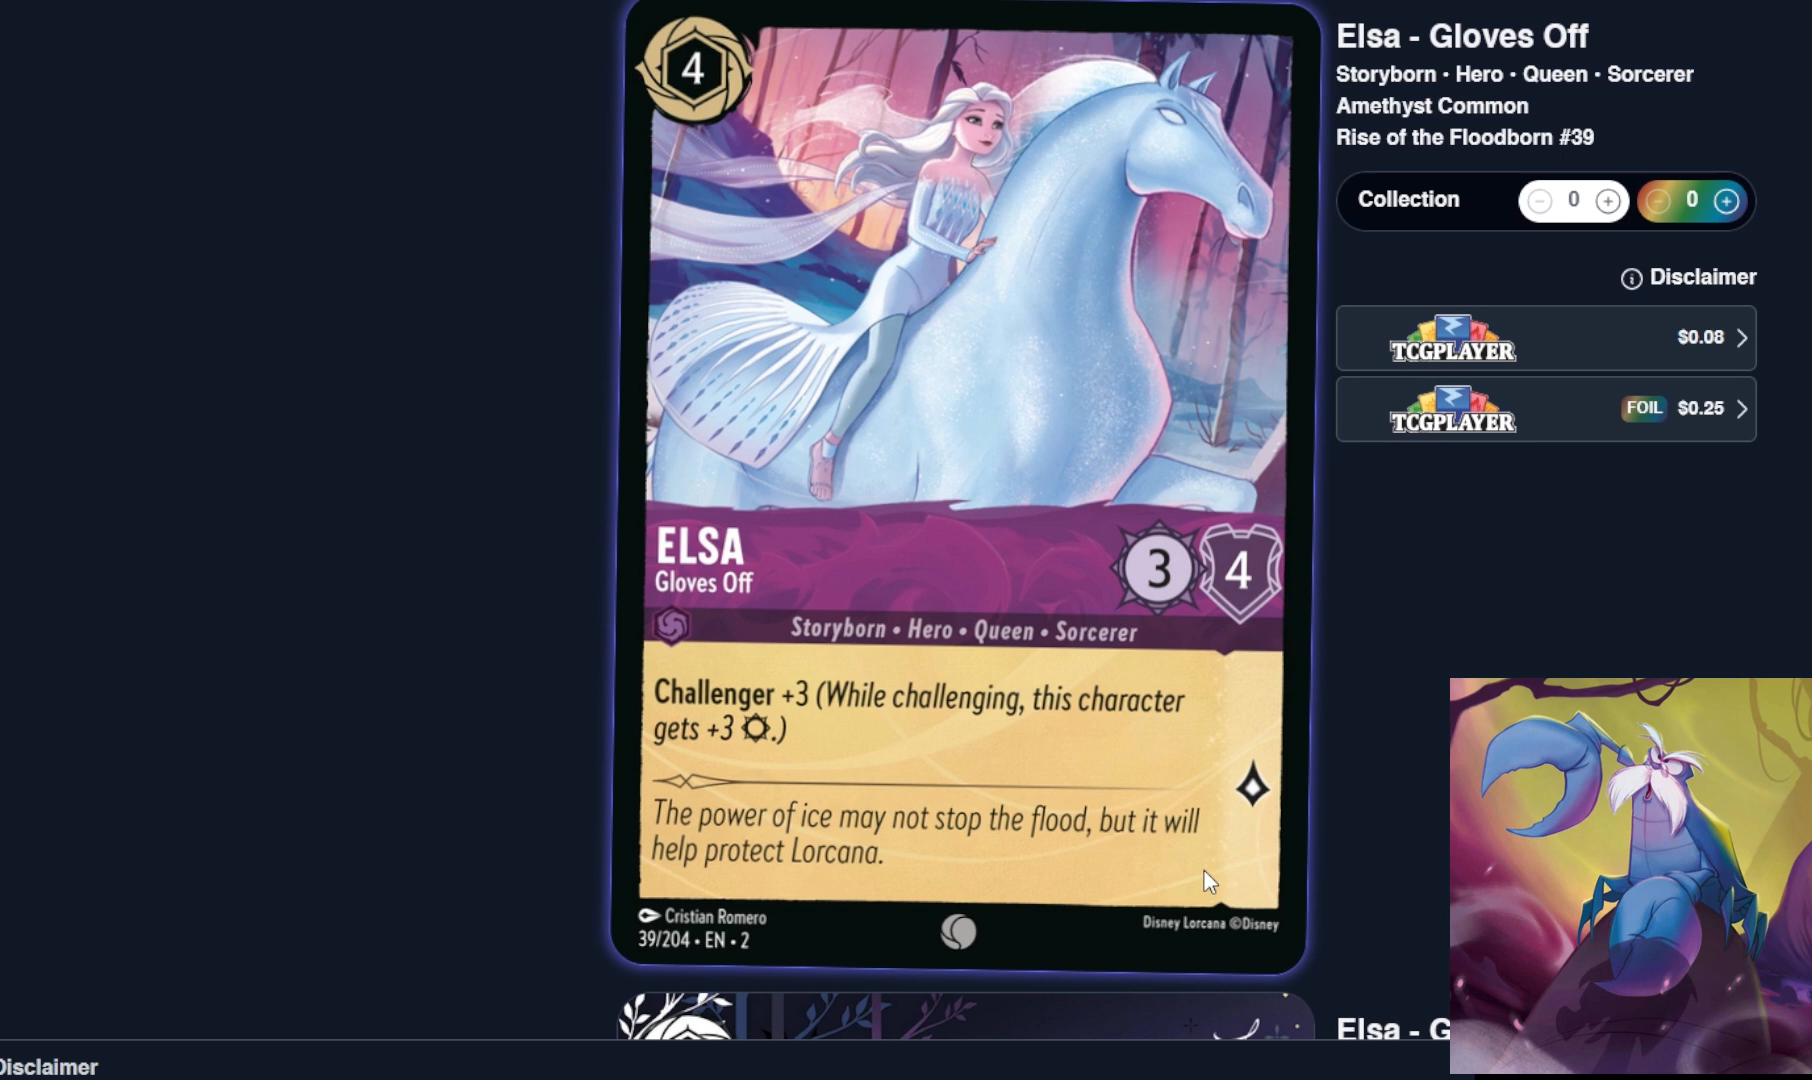 4
ELSA
Gloves Off
3
4
Storyborn • Hero • Queen • Sorcerer
Challenger +3 (While challenging, this character
gets +3 .)
The power of ice may not stop the flood, but it will
help protect Lorcana.
Cristian Romero
39/204 • EN • 2
Disney Lorcana ©Disney
Elsa - Gloves Off
Storyborn · Hero · Queen · Sorcerer
Amethyst Common
Rise of the Floodborn #39
Collection
0
0
Disclaimer
TCGPLAYER
$0.08
TCGPLAYER
FOIL $0.25
Elsa - G
Disclaimer